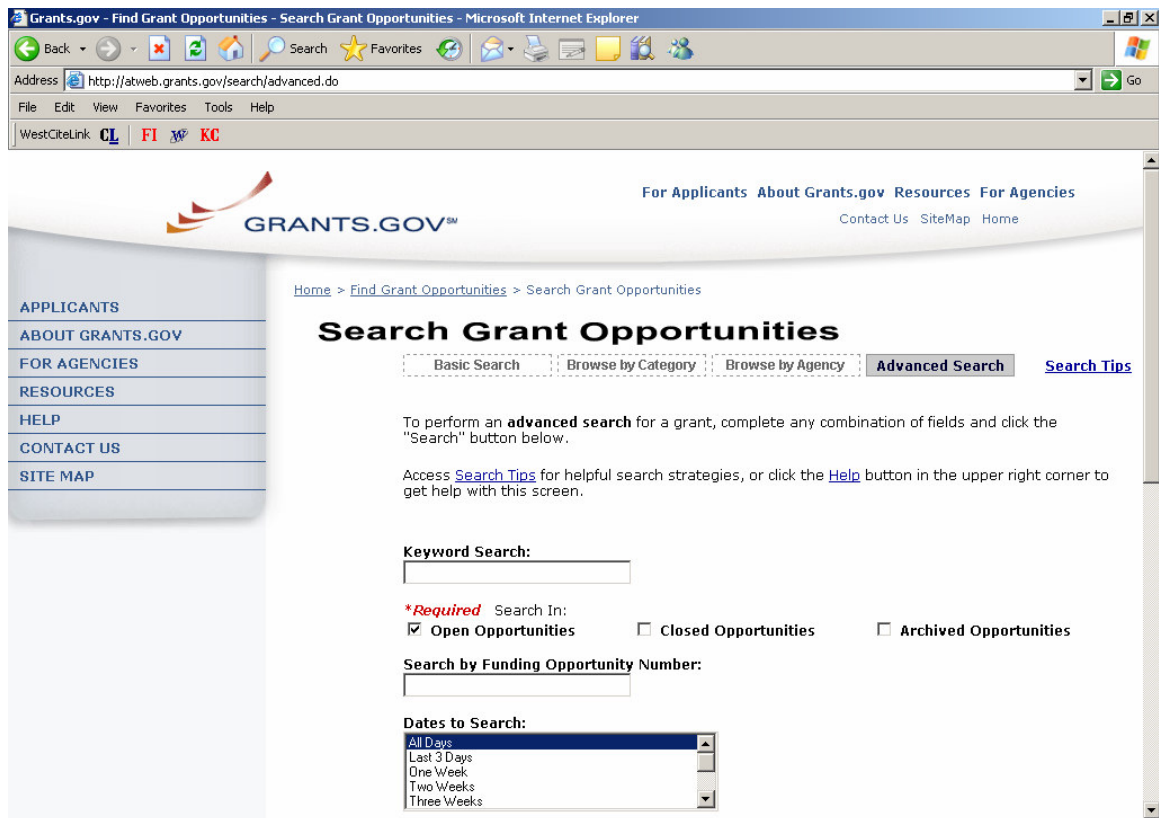 Grants.gov - Find Grant Opportunities - Search Grant Opportunities - Microsoft Internet Explorer
Back Search Favorites
Address http://atweb.grants.gov/search/advanced.do Go
File Edit View Favorites Tools Help
WestCiteLink CL FI W KC
For Applicants About Grants.gov Resources For Agencies
Contact Us SiteMap Home
GRANTS.GOV℠
Home > Find Grant Opportunities > Search Grant Opportunities
APPLICANTS
ABOUT GRANTS.GOV
FOR AGENCIES
RESOURCES
HELP
CONTACT US
SITE MAP
Search Grant Opportunities
Basic Search Browse by Category Browse by Agency Advanced Search Search Tips
To perform an advanced search for a grant, complete any combination of fields and click the
"Search" button below.
Access Search Tips for helpful search strategies, or click the Help button in the upper right corner to
get help with this screen.
Keyword Search:
*Required Search In:
Open Opportunities Closed Opportunities Archived Opportunities
Search by Funding Opportunity Number:
Dates to Search:
All Days
Last 3 Days
One Week
Two Weeks
Three Weeks